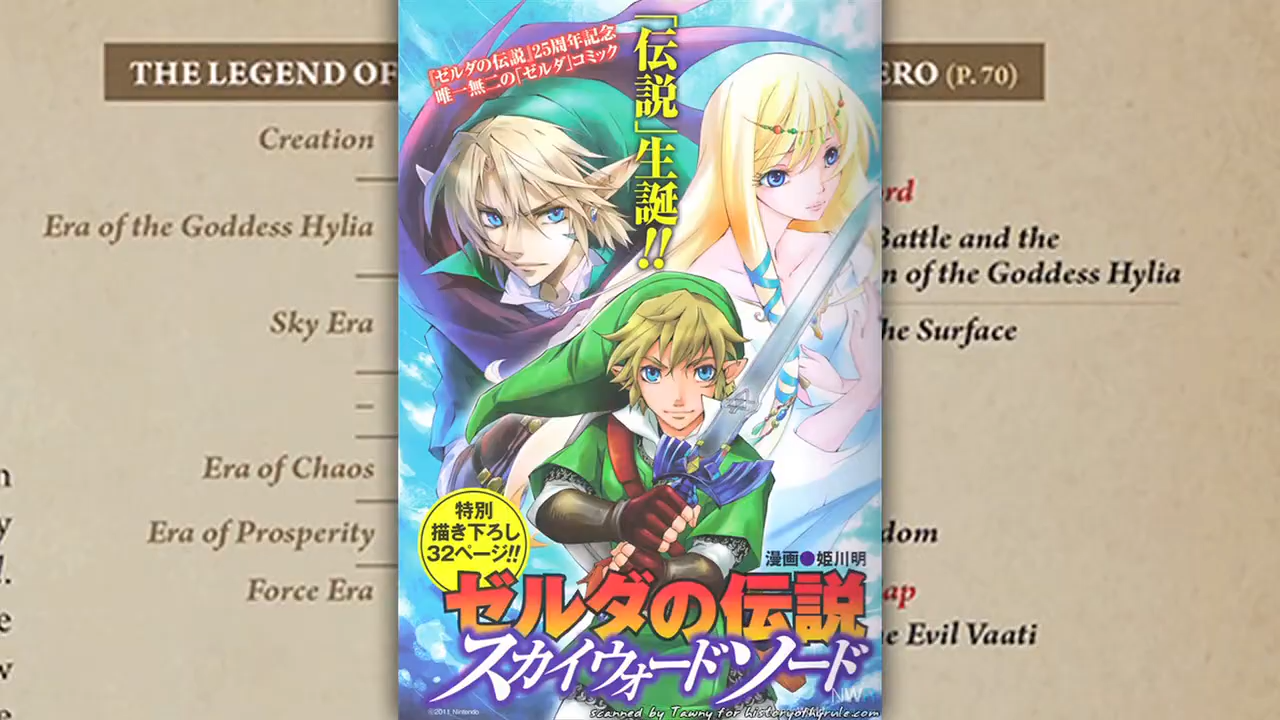 THE LEGEND OF
ERO (P. 70)
Creation
Era of the Goddess Hylia
Sky Era
Era of Chaos
Era of Prosperity
Force Era
『ゼルダの伝説』25周年記念
唯一無二の「ゼルダ」コミック
「伝説」生誕!!
特別
描き下ろし
32ページ!!
漫画●姫川明
ゼルダの伝説
スカイウォードソード
NW
©2011 Nintendo
scanned by Tawny for historyofhyrule.com
rd
Battle and the
n of the Goddess Hylia
he Surface
dom
ap
e Evil Vaati
n
y
l.
e
w